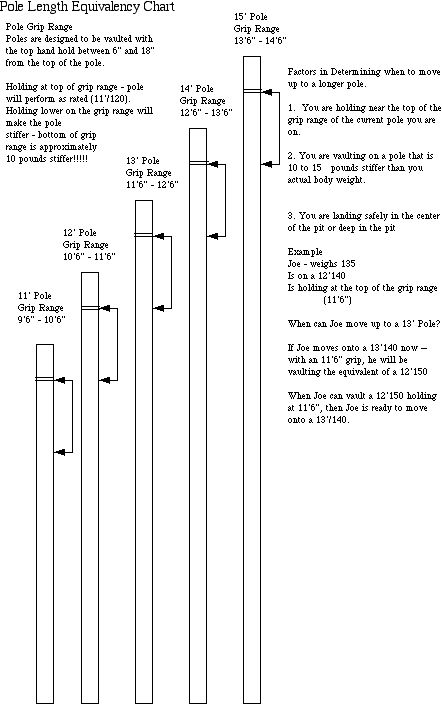 Pole Length Equivalency Chart
Pole Grip Range
Poles are designed to be vaulted with
the top hand hold between 6" and 18"
from the top of the pole.
Holding at top of grip range - pole
will perform as rated (11'/120).
Holding lower on the grip range will
make the pole
stiffer - bottom of grip
range is approximately
10 pounds stiffer!!!!!
11' Pole
Grip Range
9'6" - 10'6"
12' Pole
Grip Range
10'6" - 11'6"
13' Pole
Grip Range
11'6" - 12'6"
14' Pole
Grip Range
12'6" - 13'6"
15' Pole
Grip Range
13'6" - 14'6"
Factors in Determining when to move
up to a longer pole.
1. You are holding near the top of the
grip range of the current pole you are
on.
2. You are vaulting on a pole that is
10 to 15 pounds stiffer than you
actual body weight.
3. You are landing safely in the center
of the pit or deep in the pit
Example
Joe - weighs 135
Is on a 12'140
Is holding at the top of the grip range
(11'6")
When can Joe move up to a 13' Pole?
If Joe moves onto a 13'140 now --
with an 11'6" grip, he will be
vaulting the equivalent of a 12'150
When Joe can vault a 12'150 holding
at 11'6", then Joe is ready to move
onto a 13'/140.